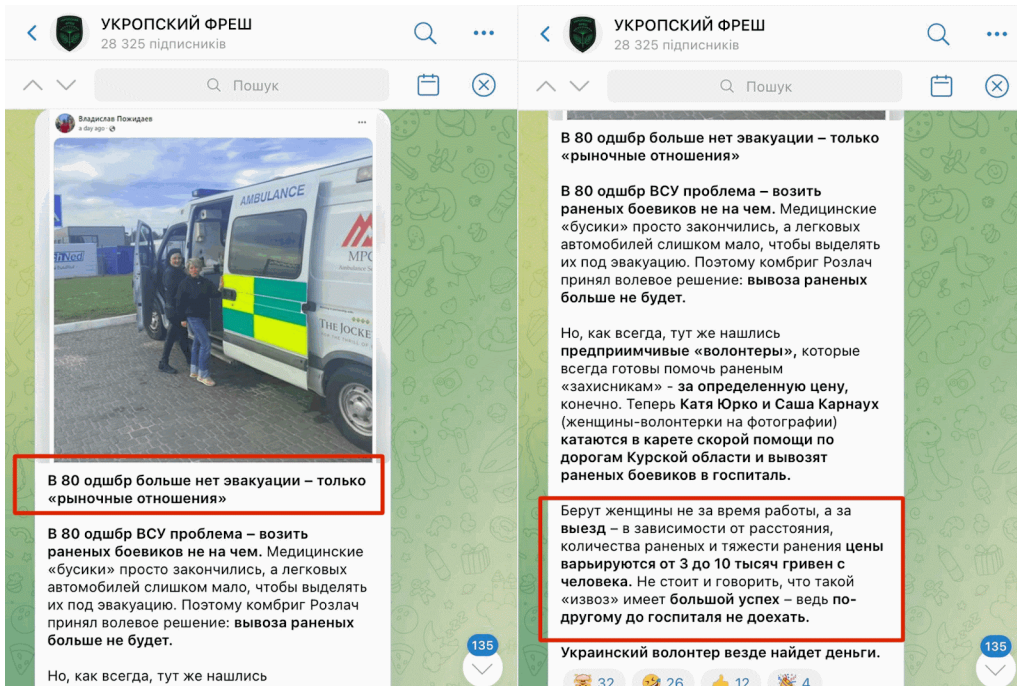 УКРОПСКИЙ ФРЕШ
28 325 підписників
Пошук
Владислав Пожидаев
a day ago
AMBULANCE
MPC
Ambulance
THE JOCKE
В 80 одшбр больше нет эвакуации – только
«рыночные отношения»
В 80 одшбр ВСУ проблема – возить
раненых боевиков не на чем. Медицинские
«бусики» просто закончились, а легковых
автомобилей слишком мало, чтобы выделять
их под эвакуацию. Поэтому комбриг Розлач
принял волевое решение: вывоза раненых
больше не будет.
Но, как всегда, тут же нашлись
135
УКРОПСКИЙ ФРЕШ
28 325 підписників
Пошук
В 80 одшбр больше нет эвакуации – только
«рыночные отношения»
В 80 одшбр ВСУ проблема – возить
раненых боевиков не на чем. Медицинские
«бусики» просто закончились, а легковых
автомобилей слишком мало, чтобы выделять
их под эвакуацию. Поэтому комбриг Розлач
принял волевое решение: вывоза раненых
больше не будет.
Но, как всегда, тут же нашлись
предприимчивые «волонтеры», которые
всегда готовы помочь раненым
«захисникам» - за определенную цену,
конечно. Теперь Катя Юрко и Саша Карнаух
(женщины-волонтерки на фотографии)
катаются в карете скорой помощи по
дорогам Курской области и вывозят
раненых боевиков в госпиталь.
Берут женщины не за время работы, а за
выезд – в зависимости от расстояния,
количества раненых и тяжести ранения цены
варьируются от 3 до 10 тысяч гривен с
человека. Не стоит и говорить, что такой
«извоз» имеет большой успех – ведь по-
другому до госпиталя не доехать.
Украинский волонтер везде найдет деньги.
32 26 12 4
135